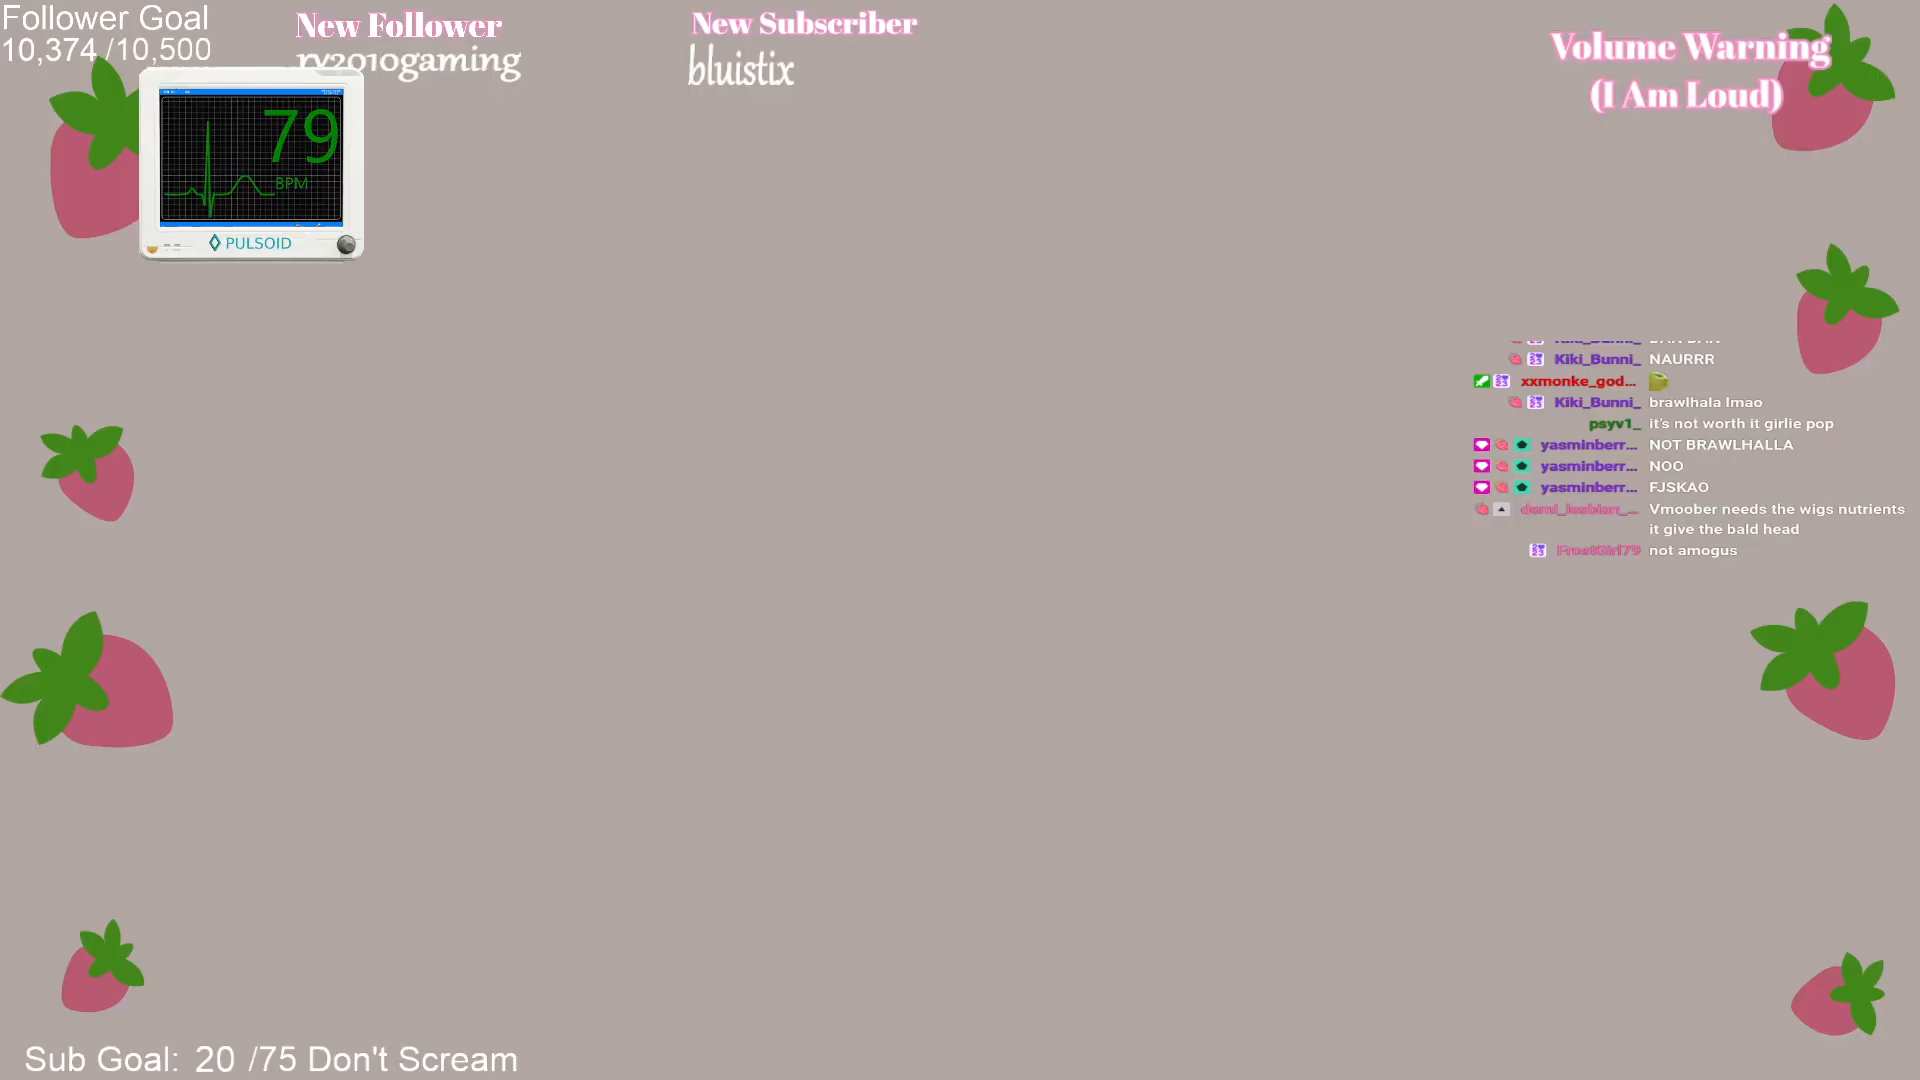 Follower Goal
10,374 /10,500
New Follower
ry2010gaming
New Subscriber
bluistix
Volume Warning
(I Am Loud)
79
BPM
PULSOID
Kiki_Bunni_ NAURRR
xxmonke_god...
Kiki_Bunni_ brawlhala lmao
psyv1_ it's not worth it girlie pop
yasminberr... NOT BRAWLHALLA
yasminberr... NOO
yasminberr... FJSKAO
demi_lesbian_... Vmoober needs the wigs nutrients
it give the bald head
FrostGirl79 not amogus
Sub Goal: 20 /75 Don't Scream